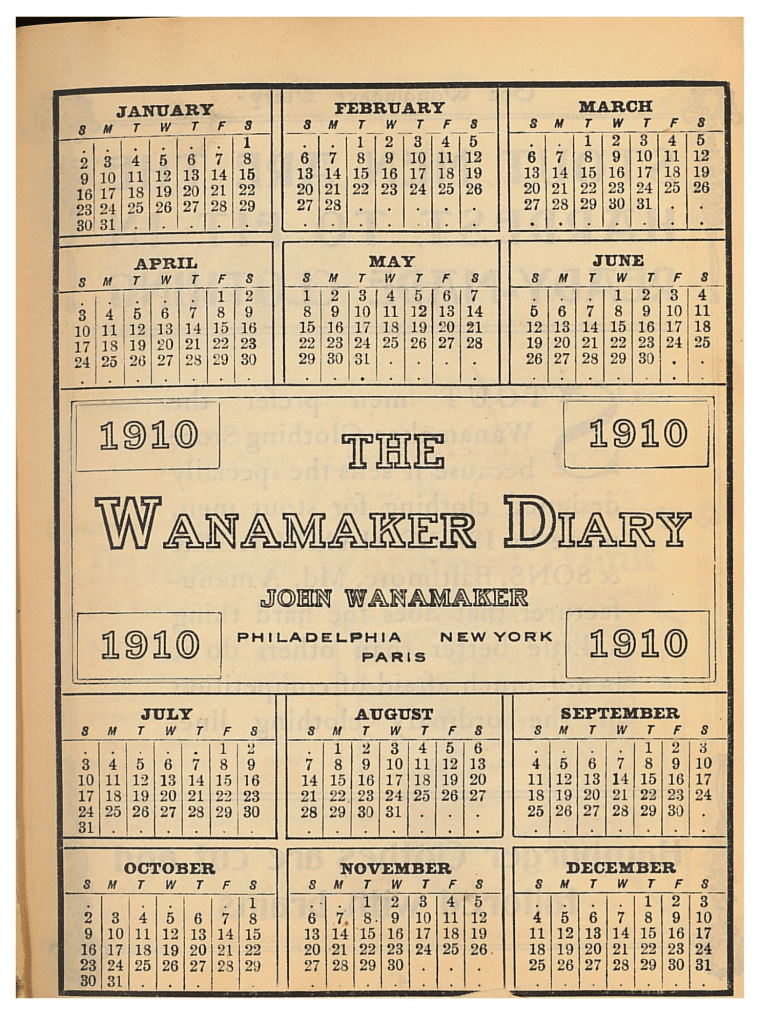 JANUARY
S M T W T F S
. . . . . . 1
2 3 4 5 6 7 8
9 10 11 12 13 14 15
16 17 18 19 20 21 22
23 24 25 26 27 28 29
30 31 . . . . .
FEBRUARY
S M T W T F S
. . 1 2 3 4 5
6 7 8 9 10 11 12
13 14 15 16 17 18 19
20 21 22 23 24 25 26
27 28 . . . . .
. . . . . . .
MARCH
S M T W T F S
. . 1 2 3 4 5
6 7 8 9 10 11 12
13 14 15 16 17 18 19
20 21 22 23 24 25 26
27 28 29 30 31 . .
. . . . . . .
APRIL
S M T W T F S
. . . . . 1 2
3 4 5 6 7 8 9
10 11 12 13 14 15 16
17 18 19 20 21 22 23
24 25 26 27 28 29 30
. . . . . . .
MAY
S M T W T F S
1 2 3 4 5 6 7
8 9 10 11 12 13 14
15 16 17 18 19 20 21
22 23 24 25 26 27 28
29 30 31 . . . .
. . . . . . .
JUNE
S M T W T F S
. . . 1 2 3 4
5 6 7 8 9 10 11
12 13 14 15 16 17 18
19 20 21 22 23 24 25
26 27 28 29 30 . .
. . . . . . .
1910 1910
THE
WANAMAKER DIARY
JOHN WANAMAKER
1910 PHILADELPHIA NEW YORK 1910
PARIS
JULY
S M T W T F S
. . . . . 1 2
3 4 5 6 7 8 9
10 11 12 13 14 15 16
17 18 19 20 21 22 23
24 25 26 27 28 29 30
31 . . . . . .
AUGUST
S M T W T F S
. 1 2 3 4 5 6
7 8 9 10 11 12 13
14 15 16 17 18 19 20
21 22 23 24 25 26 27
28 29 30 31 . . .
. . . . . . .
SEPTEMBER
S M T W T F S
. . . . 1 2 3
4 5 6 7 8 9 10
11 12 13 14 15 16 17
18 19 20 21 22 23 24
25 26 27 28 29 30 .
. . . . . . .
OCTOBER
S M T W T F S
. . . . . . 1
2 3 4 5 6 7 8
9 10 11 12 13 14 15
16 17 18 19 20 21 22
23 24 25 26 27 28 29
30 31 . . . . .
NOVEMBER
S M T W T F S
. . 1 2 3 4 5
6 7 8 9 10 11 12
13 14 15 16 17 18 19
20 21 22 23 24 25 26
27 28 29 30 . . .
. . . . . . .
DECEMBER
S M T W T F S
. . . . 1 2 3
4 5 6 7 8 9 10
11 12 13 14 15 16 17
18 19 20 21 22 23 24
25 26 27 28 29 30 31
. . . . . . .